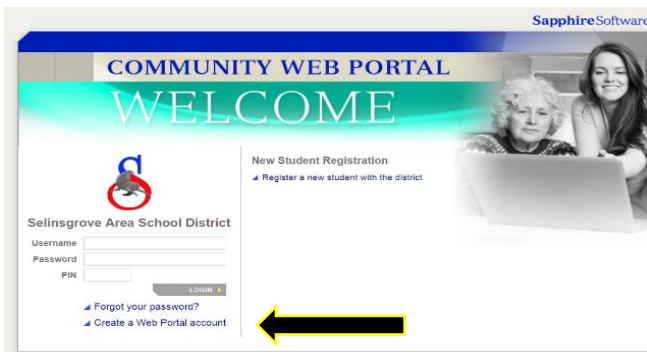 SapphireSoftware
COMMUNITY WEB PORTAL
WELCOME
S
Selinsgrove Area School District
Username
Password
PIN
LOGIN
Forgot your password?
Create a Web Portal account
New Student Registration
Register a new student with the district